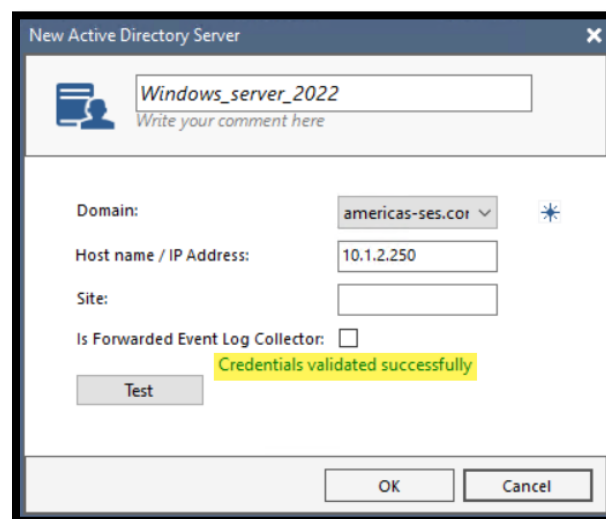 New Active Directory Server
Windows_server_2022
Write your comment here
Domain:
americas-ses.cor
Host name / IP Address:
10.1.2.250
Site:
Is Forwarded Event Log Collector:
Credentials validated successfully
Test
OK
Cancel